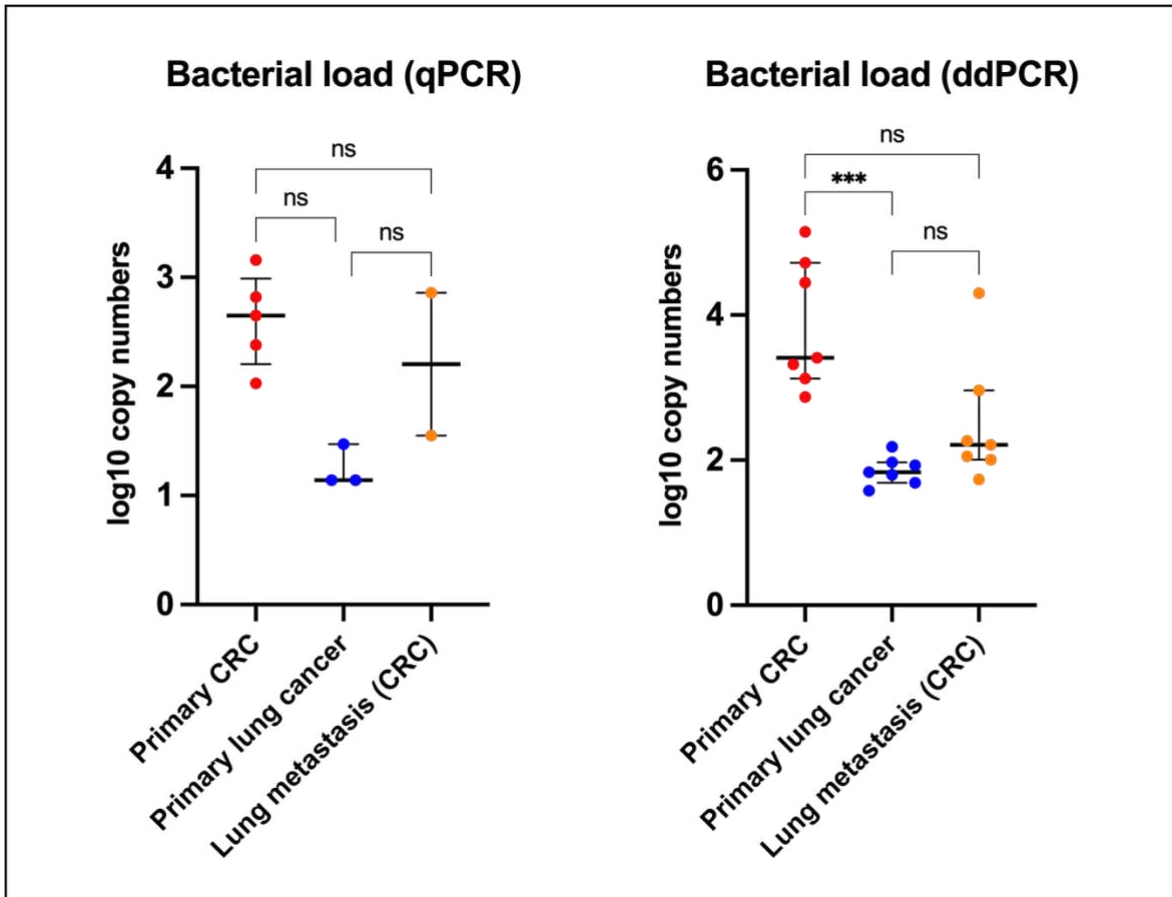 Bacterial load (qPCR)
ns
ns
ns
log10 copy numbers
4
3
2
1
0
Primary CRC
Primary lung cancer
Lung metastasis (CRC)
Bacterial load (ddPCR)
ns
***
ns
log10 copy numbers
6
4
2
0
Primary CRC
Primary lung cancer
Lung metastasis (CRC)